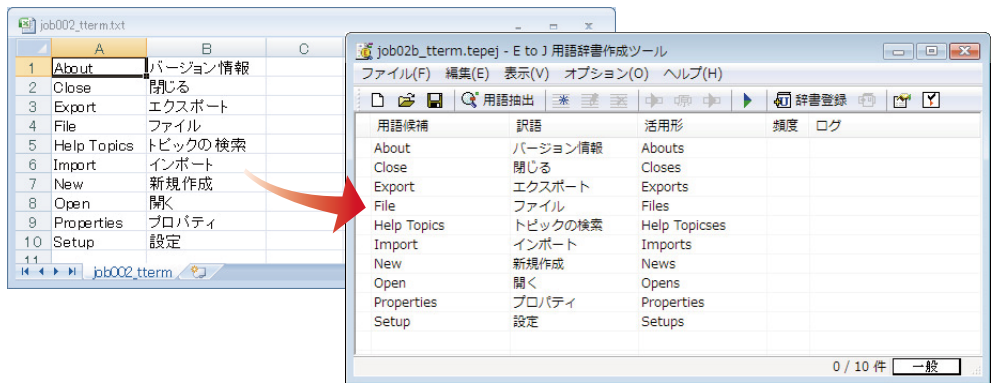 job002_tterm.txt
A B C
1 About バージョン情報
2 Close 閉じる
3 Export エクスポート
4 File ファイル
5 Help Topics トピックの検索
6 Import インポート
7 New 新規作成
8 Open 開く
9 Properties プロパティ
10 Setup 設定
11
job002_tterm
job02b_tterm.tepej - E to J 用語辞書作成ツール
ファイル(F) 編集(E) 表示(V) オプション(O) ヘルプ(H)
用語抽出 辞書登録
用語候補 訳語 活用形 頻度 ログ
About バージョン情報 Abouts
Close 閉じる Closes
Export エクスポート Exports
File ファイル Files
Help Topics トピックの検索 Help Topicses
Import インポート Imports
New 新規作成 News
Open 開く Opens
Properties プロパティ Properties
Setup 設定 Setups
0 / 10 件 一般